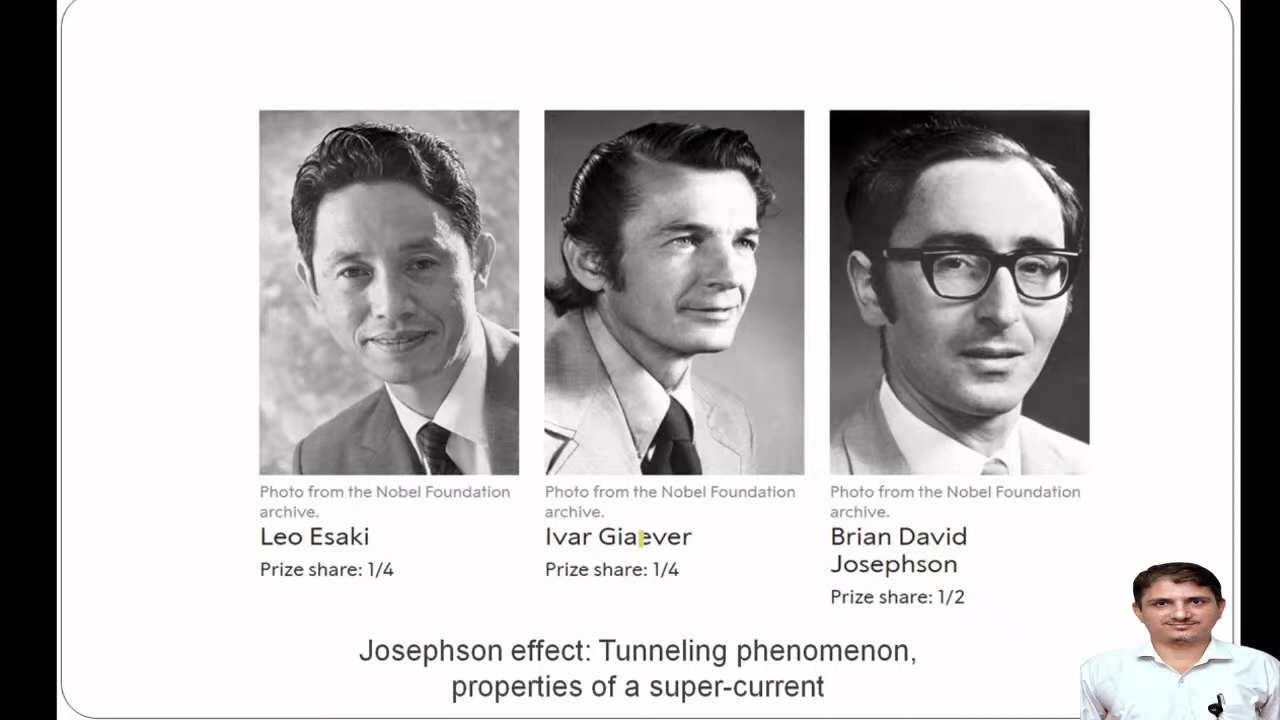 Photo from the Nobel Foundation
archive.
Leo Esaki
Prize share: 1/4
Photo from the Nobel Foundation
archive.
Ivar Giaever
Prize share: 1/4
Photo from the Nobel Foundation
archive.
Brian David
Josephson
Prize share: 1/2
Josephson effect: Tunneling phenomenon,
properties of a super-current